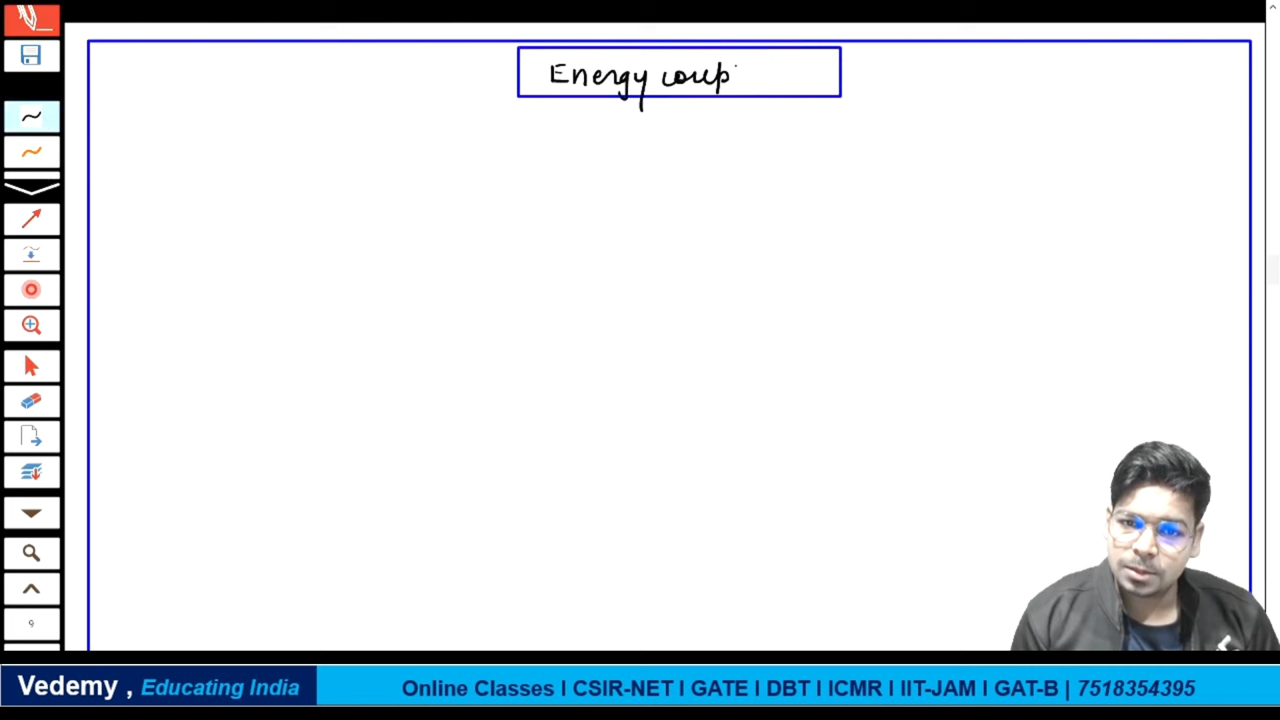 Energy coup
Vedemy , Educating India
Online Classes I CSIR-NET I GATE I DBT I ICMR I IIT-JAM I GAT-B | 7518354395